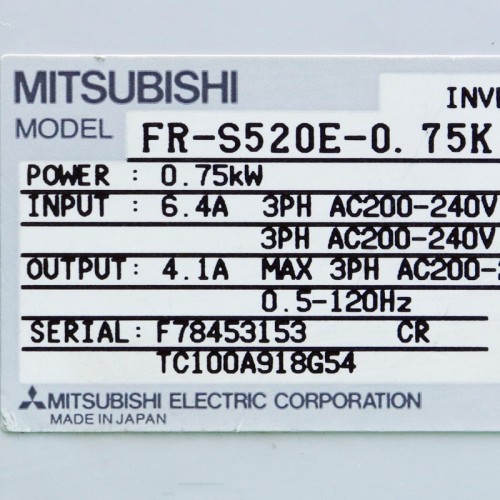 MITSUBISHI
INVE
MODEL FR-S520E-0.75K
POWER : 0.75kW
INPUT : 6.4A 3PH AC200-240V
3PH AC200-240V
OUTPUT: 4.1A MAX 3PH AC200-
0.5-120Hz
SERIAL: F78453153 CR
TC100A918G54
MITSUBISHI ELECTRIC CORPORATION
MADE IN JAPAN